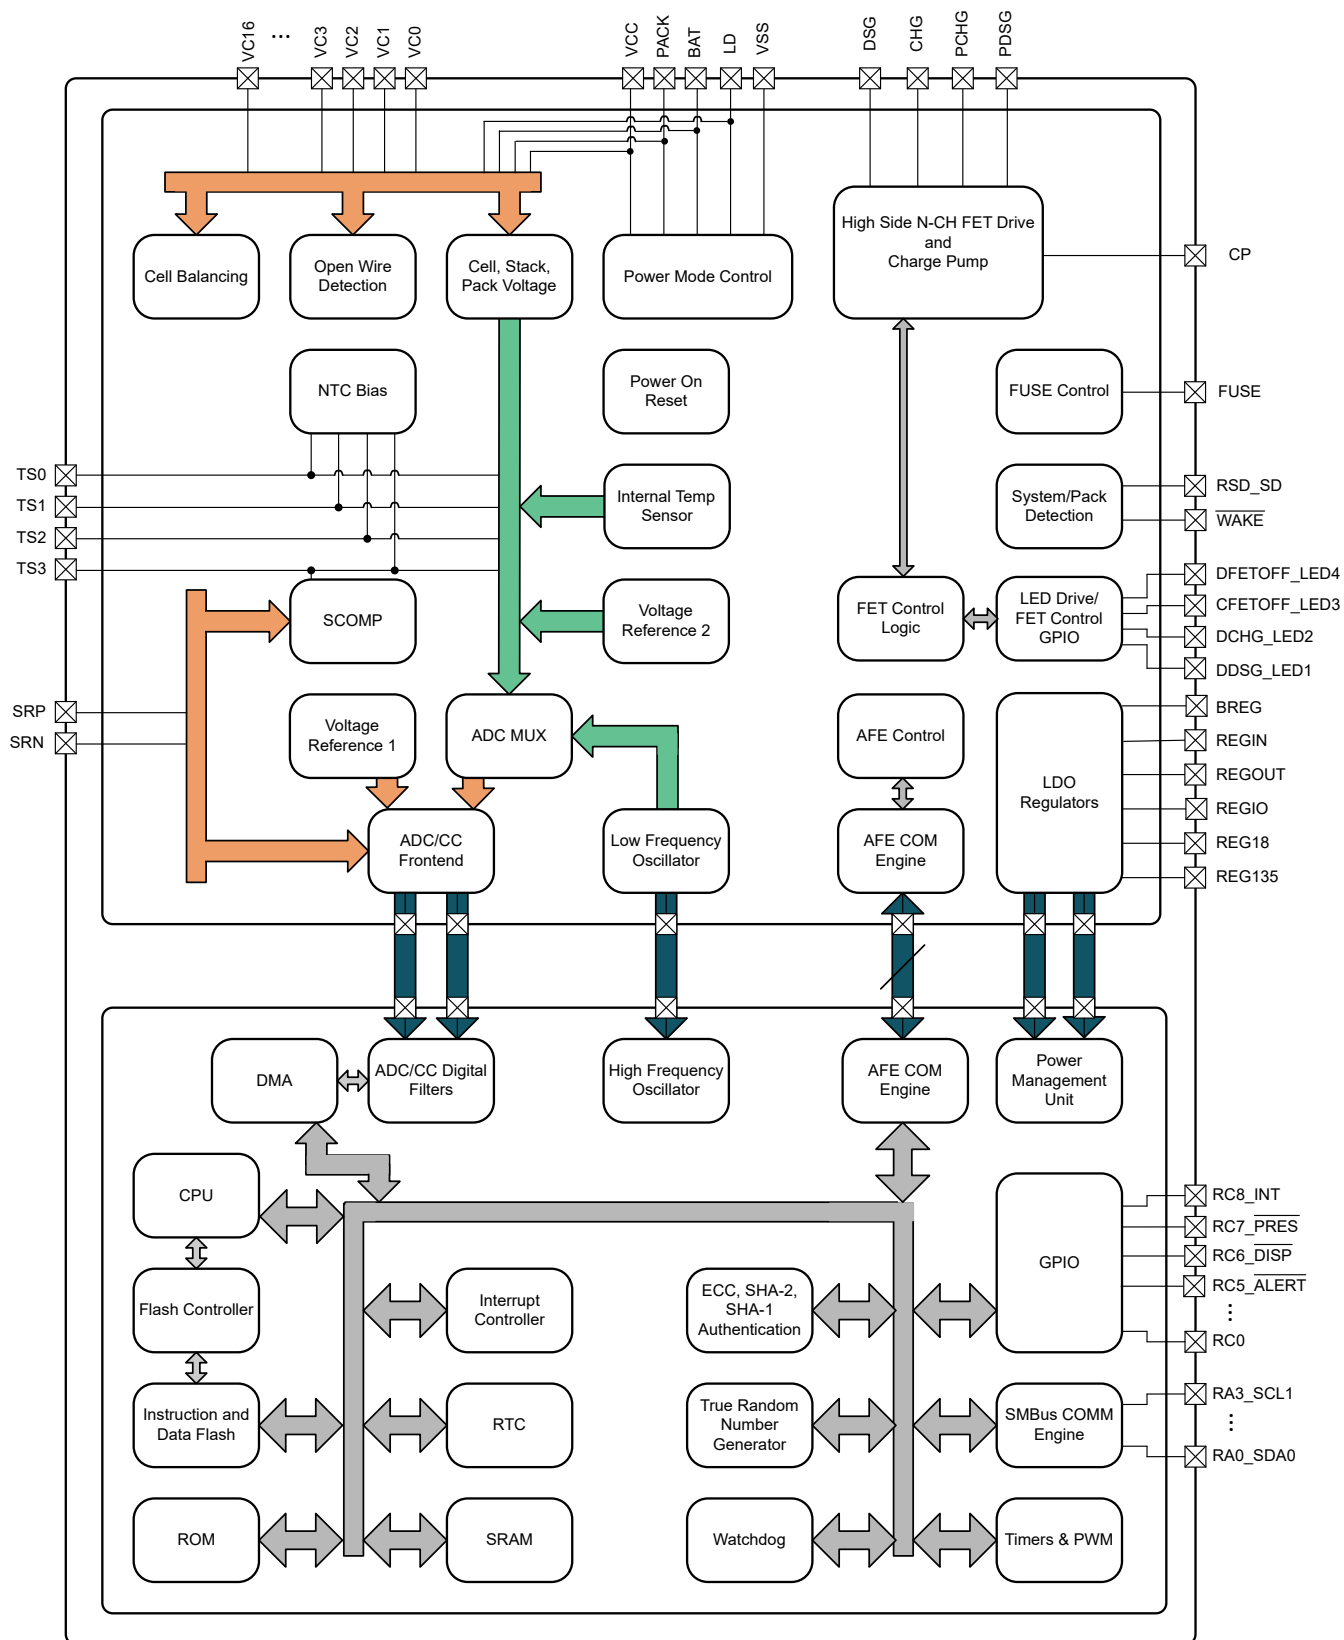 VC16
...
VC3
VC2
VC1
VC0
VCC
PACK
BAT
LD
VSS
DSG
CHG
PCHG
PDSG
Cell Balancing
Open Wire
Detection
Cell, Stack,
Pack Voltage
Power Mode Control
High Side N-CH FET Drive
and
Charge Pump
CP
NTC Bias
Power On
Reset
FUSE Control
FUSE
TS0
TS1
TS2
TS3
Internal Temp
Sensor
System/Pack
Detection
RSD_SD
WAKE
SCOMP
Voltage
Reference 2
FET Control
Logic
LED Drive/
FET Control
GPIO
DFETOFF_LED4
CFETOFF_LED3
DCHG_LED2
DDSG_LED1
SRP
SRN
Voltage
Reference 1
ADC MUX
AFE Control
LDO
Regulators
BREG
REGIN
REGOUT
REGIO
REG18
REG135
ADC/CC
Frontend
Low Frequency
Oscillator
AFE COM
Engine
DMA
ADC/CC Digital
Filters
High Frequency
Oscillator
AFE COM
Engine
Power
Management
Unit
CPU
GPIO
RC8_INT
RC7_PRES
RC6_DISP
RC5_ALERT
...
RC0
Flash Controller
Interrupt
Controller
ECC, SHA-2,
SHA-1
Authentication
Instruction and
Data Flash
RTC
True Random
Number
Generator
SMBus COMM
Engine
RA3_SCL1
...
RA0_SDA0
ROM
SRAM
Watchdog
Timers & PWM